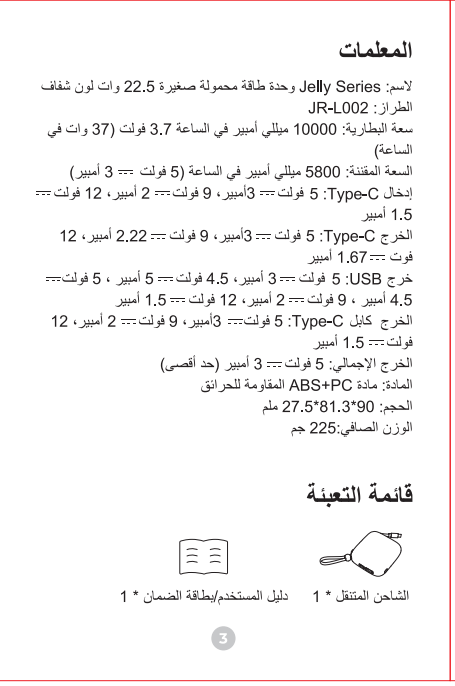 المعلمات
لاسم: Jelly Series وحدة طاقة محمولة صغيرة 22.5 وات لون شفاف
الطراز: JR-L002
سعة البطارية: 10000 ميللي أمبير في الساعة 3.7 فولت (37 وات في
الساعة)
السعة المقننة: 5800 ميللي أمبير في الساعة (5 فولت ⎓ 3 أمبير)
إدخال Type-C: 5 فولت ⎓ 3أمبير، 9 فولت ⎓ 2 أمبير، 12 فولت ⎓
1.5 أمبير
الخرج Type-C: 5 فولت ⎓ 3أمبير، 9 فولت ⎓ 2.22 أمبير، 12
فوت ⎓ 1.67 أمبير
خرج USB: 5 فولت ⎓ 3 أمبير، 4.5 فولت ⎓ 5 أمبير ، 5 فولت ⎓
4.5 أمبير ، 9 فولت ⎓ 2 أمبير، 12 فولت ⎓ 1.5 أمبير
الخرج كابل Type-C: 5 فولت ⎓ 3أمبير، 9 فولت ⎓ 2 أمبير، 12
فولت ⎓ 1.5 أمبير
الخرج الإجمالي: 5 فولت ⎓ 3 أمبير (حد أقصى)
المادة: مادة ABS+PC المقاومة للحرائق
الحجم: 90*81.3*27.5 ملم
الوزن الصافي:225 جم
قائمة التعبئة
الشاحن المتنقل * 1
دليل المستخدم/بطاقة الضمان * 1
3